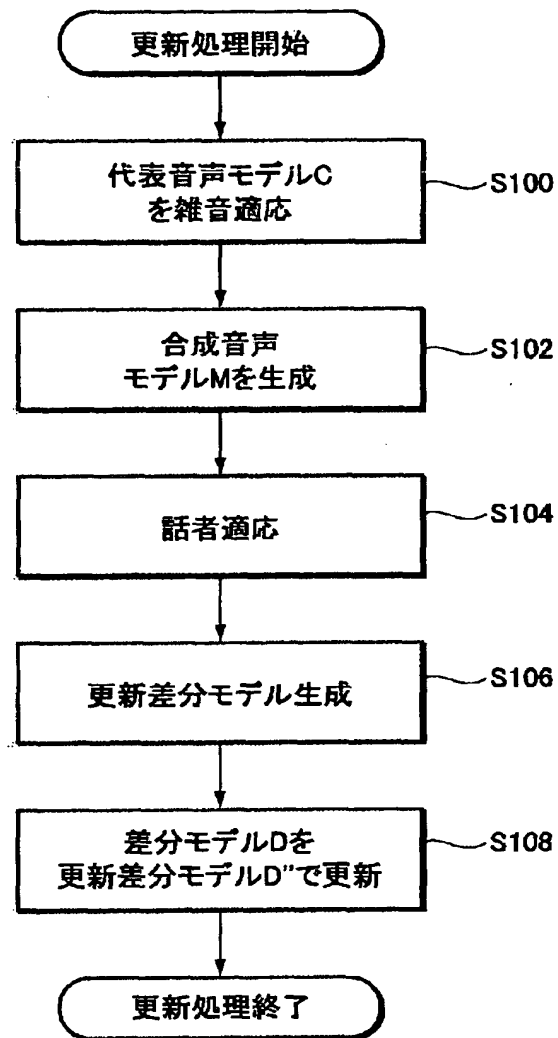 更新処理開始
代表音声モデルC
を雑音適応
S100
合成音声
モデルMを生成
S102
話者適応
S104
更新差分モデル生成
S106
差分モデルDを
更新差分モデルD"で更新
S108
更新処理終了